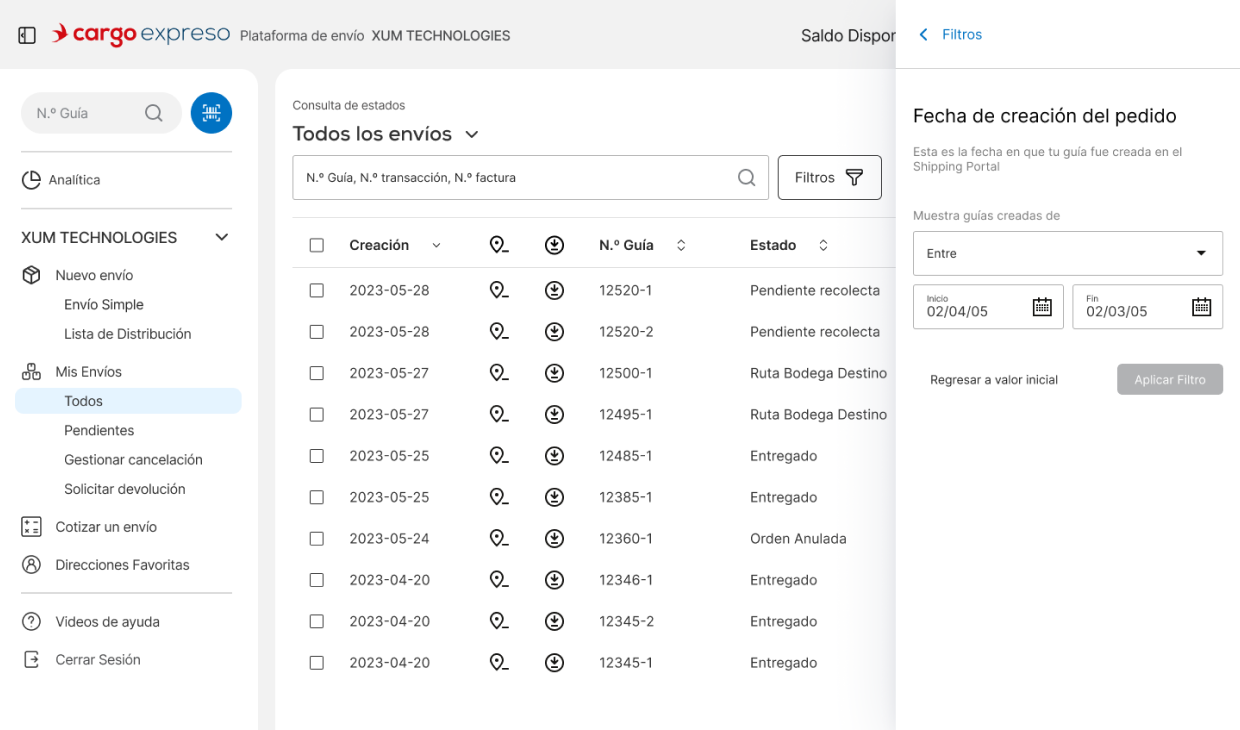 cargo expreso Plataforma de envío XUM TECHNOLOGIES
Saldo Dispon
N.º Guía
Analítica
XUM TECHNOLOGIES
Nuevo envío
Envío Simple
Lista de Distribución
Mis Envíos
Todos
Pendientes
Gestionar cancelación
Solicitar devolución
Cotizar un envío
Direcciones Favoritas
Videos de ayuda
Cerrar Sesión
Consulta de estados
Todos los envíos
N.º Guía, N.º transacción, N.º factura Filtros
Creación N.º Guía Estado
2023-05-28 12520-1 Pendiente recolecta
2023-05-28 12520-2 Pendiente recolecta
2023-05-27 12500-1 Ruta Bodega Destino
2023-05-27 12495-1 Ruta Bodega Destino
2023-05-25 12485-1 Entregado
2023-05-25 12385-1 Entregado
2023-05-24 12360-1 Orden Anulada
2023-04-20 12346-1 Entregado
2023-04-20 12345-2 Entregado
2023-04-20 12345-1 Entregado
Filtros
Fecha de creación del pedido
Esta es la fecha en que tu guía fue creada en el
Shipping Portal
Muestra guías creadas de
Entre
Inicio Fin
02/04/05 02/03/05
Regresar a valor inicial Aplicar Filtro